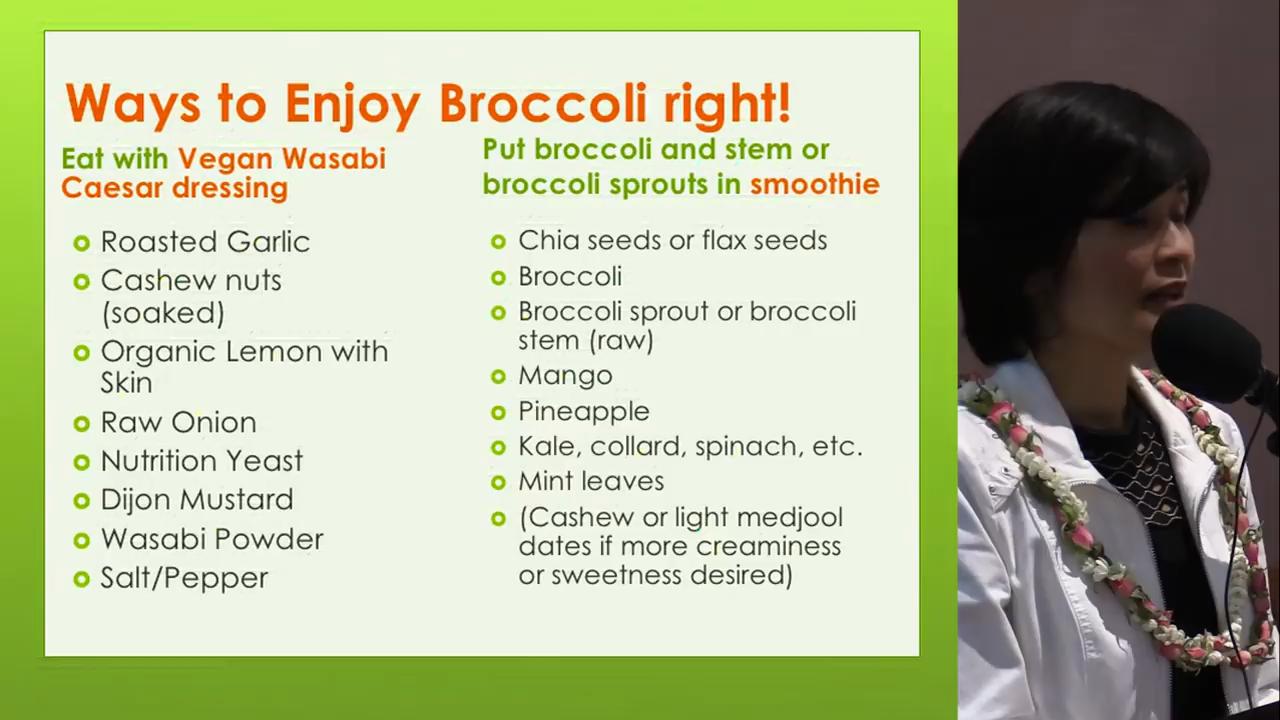 Ways to Enjoy Broccoli right!
Eat with Vegan Wasabi
Caesar dressing
Roasted Garlic
Cashew nuts
(soaked)
Organic Lemon with
Skin
Raw Onion
Nutrition Yeast
Dijon Mustard
Wasabi Powder
Salt/Pepper
Put broccoli and stem or
broccoli sprouts in smoothie
Chia seeds or flax seeds
Broccoli
Broccoli sprout or broccoli
stem (raw)
Mango
Pineapple
Kale, collard, spinach, etc.
Mint leaves
(Cashew or light medjool
dates if more creaminess
or sweetness desired)